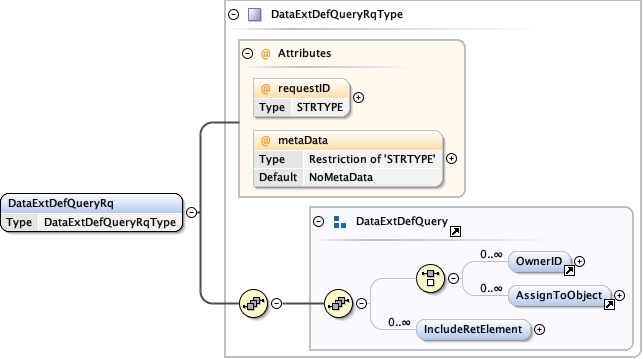 DataExtDefQueryRqType
@ Attributes
@ requestID
Type STRTYPE
@ metaData
Type Restriction of 'STRTYPE'
Default NoMetaData
DataExtDefQueryRq
Type DataExtDefQueryRqType
DataExtDefQuery
0..∞ OwnerID
0..∞ AssignToObject
0..∞ IncludeRetElement